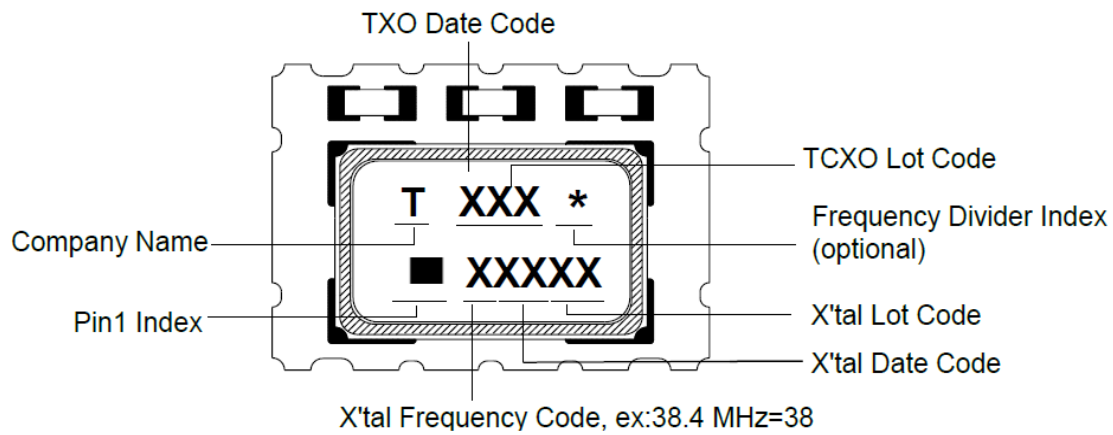 TXO Date Code
TCXO Lot Code
T XXX *
Frequency Divider Index
(optional)
Company Name
XXXXX
Pin1 Index
X'tal Lot Code
X'tal Date Code
X'tal Frequency Code, ex:38.4 MHz=38